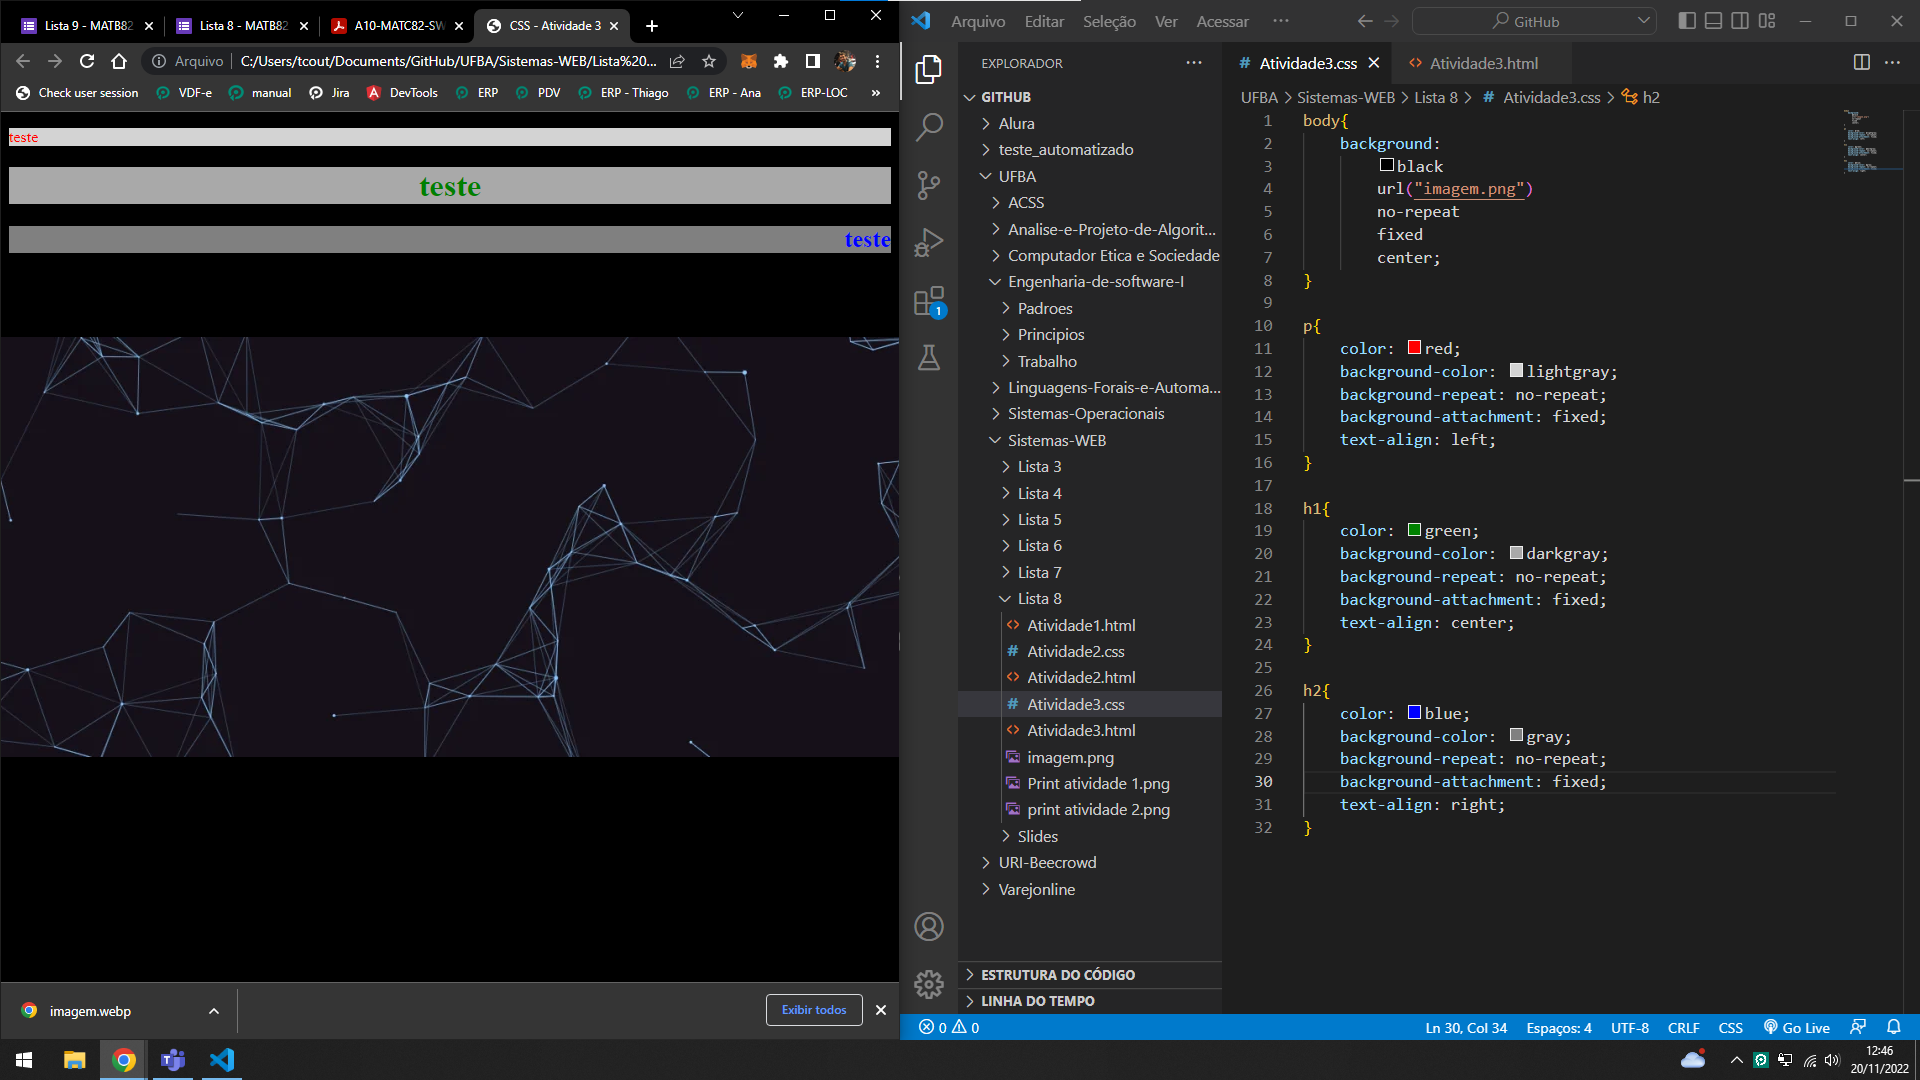 Lista 9 - MATB82
Lista 8 - MATB82
A10-MATC82-SW
CSS - Atividade 3
Arquivo
C:/Users/tcout/Documents/GitHub/UFBA/Sistemas-WEB/Lista%20...
Check user session
VDF-e
manual
Jira
DevTools
ERP
PDV
ERP - Thiago
ERP - Ana
ERP-LOC
»
teste
teste
teste
imagem.webp
Exibir todos
Arquivo
Editar
Seleção
Ver
Acessar
···
GitHub
EXPLORADOR
···
GITHUB
Alura
teste_automatizado
UFBA
ACSS
Analise-e-Projeto-de-Algorit...
Computador Etica e Sociedade
Engenharia-de-software-I
Padroes
Principios
Trabalho
Linguagens-Forais-e-Automa...
Sistemas-Operacionais
Sistemas-WEB
Lista 3
Lista 4
Lista 5
Lista 6
Lista 7
Lista 8
Atividade1.html
Atividade2.css
Atividade2.html
Atividade3.css
Atividade3.html
imagem.png
Print atividade 1.png
print atividade 2.png
Slides
URI-Beecrowd
Varejonline
ESTRUTURA DO CÓDIGO
LINHA DO TEMPO
1
# Atividade3.css
<> Atividade3.html
UFBA > Sistemas-WEB > Lista 8 > # Atividade3.css > h2
1 body{
2 background:
3 black
4 url("imagem.png")
5 no-repeat
6 fixed
7 center;
8 }
9
10 p{
11 color: red;
12 background-color: lightgray;
13 background-repeat: no-repeat;
14 background-attachment: fixed;
15 text-align: left;
16 }
17
18 h1{
19 color: green;
20 background-color: darkgray;
21 background-repeat: no-repeat;
22 background-attachment: fixed;
23 text-align: center;
24 }
25
26 h2{
27 color: blue;
28 background-color: gray;
29 background-repeat: no-repeat;
30 background-attachment: fixed;
31 text-align: right;
32 }
0 0
Ln 30, Col 34
Espaços: 4
UTF-8
CRLF
CSS
Go Live
12:46
20/11/2022